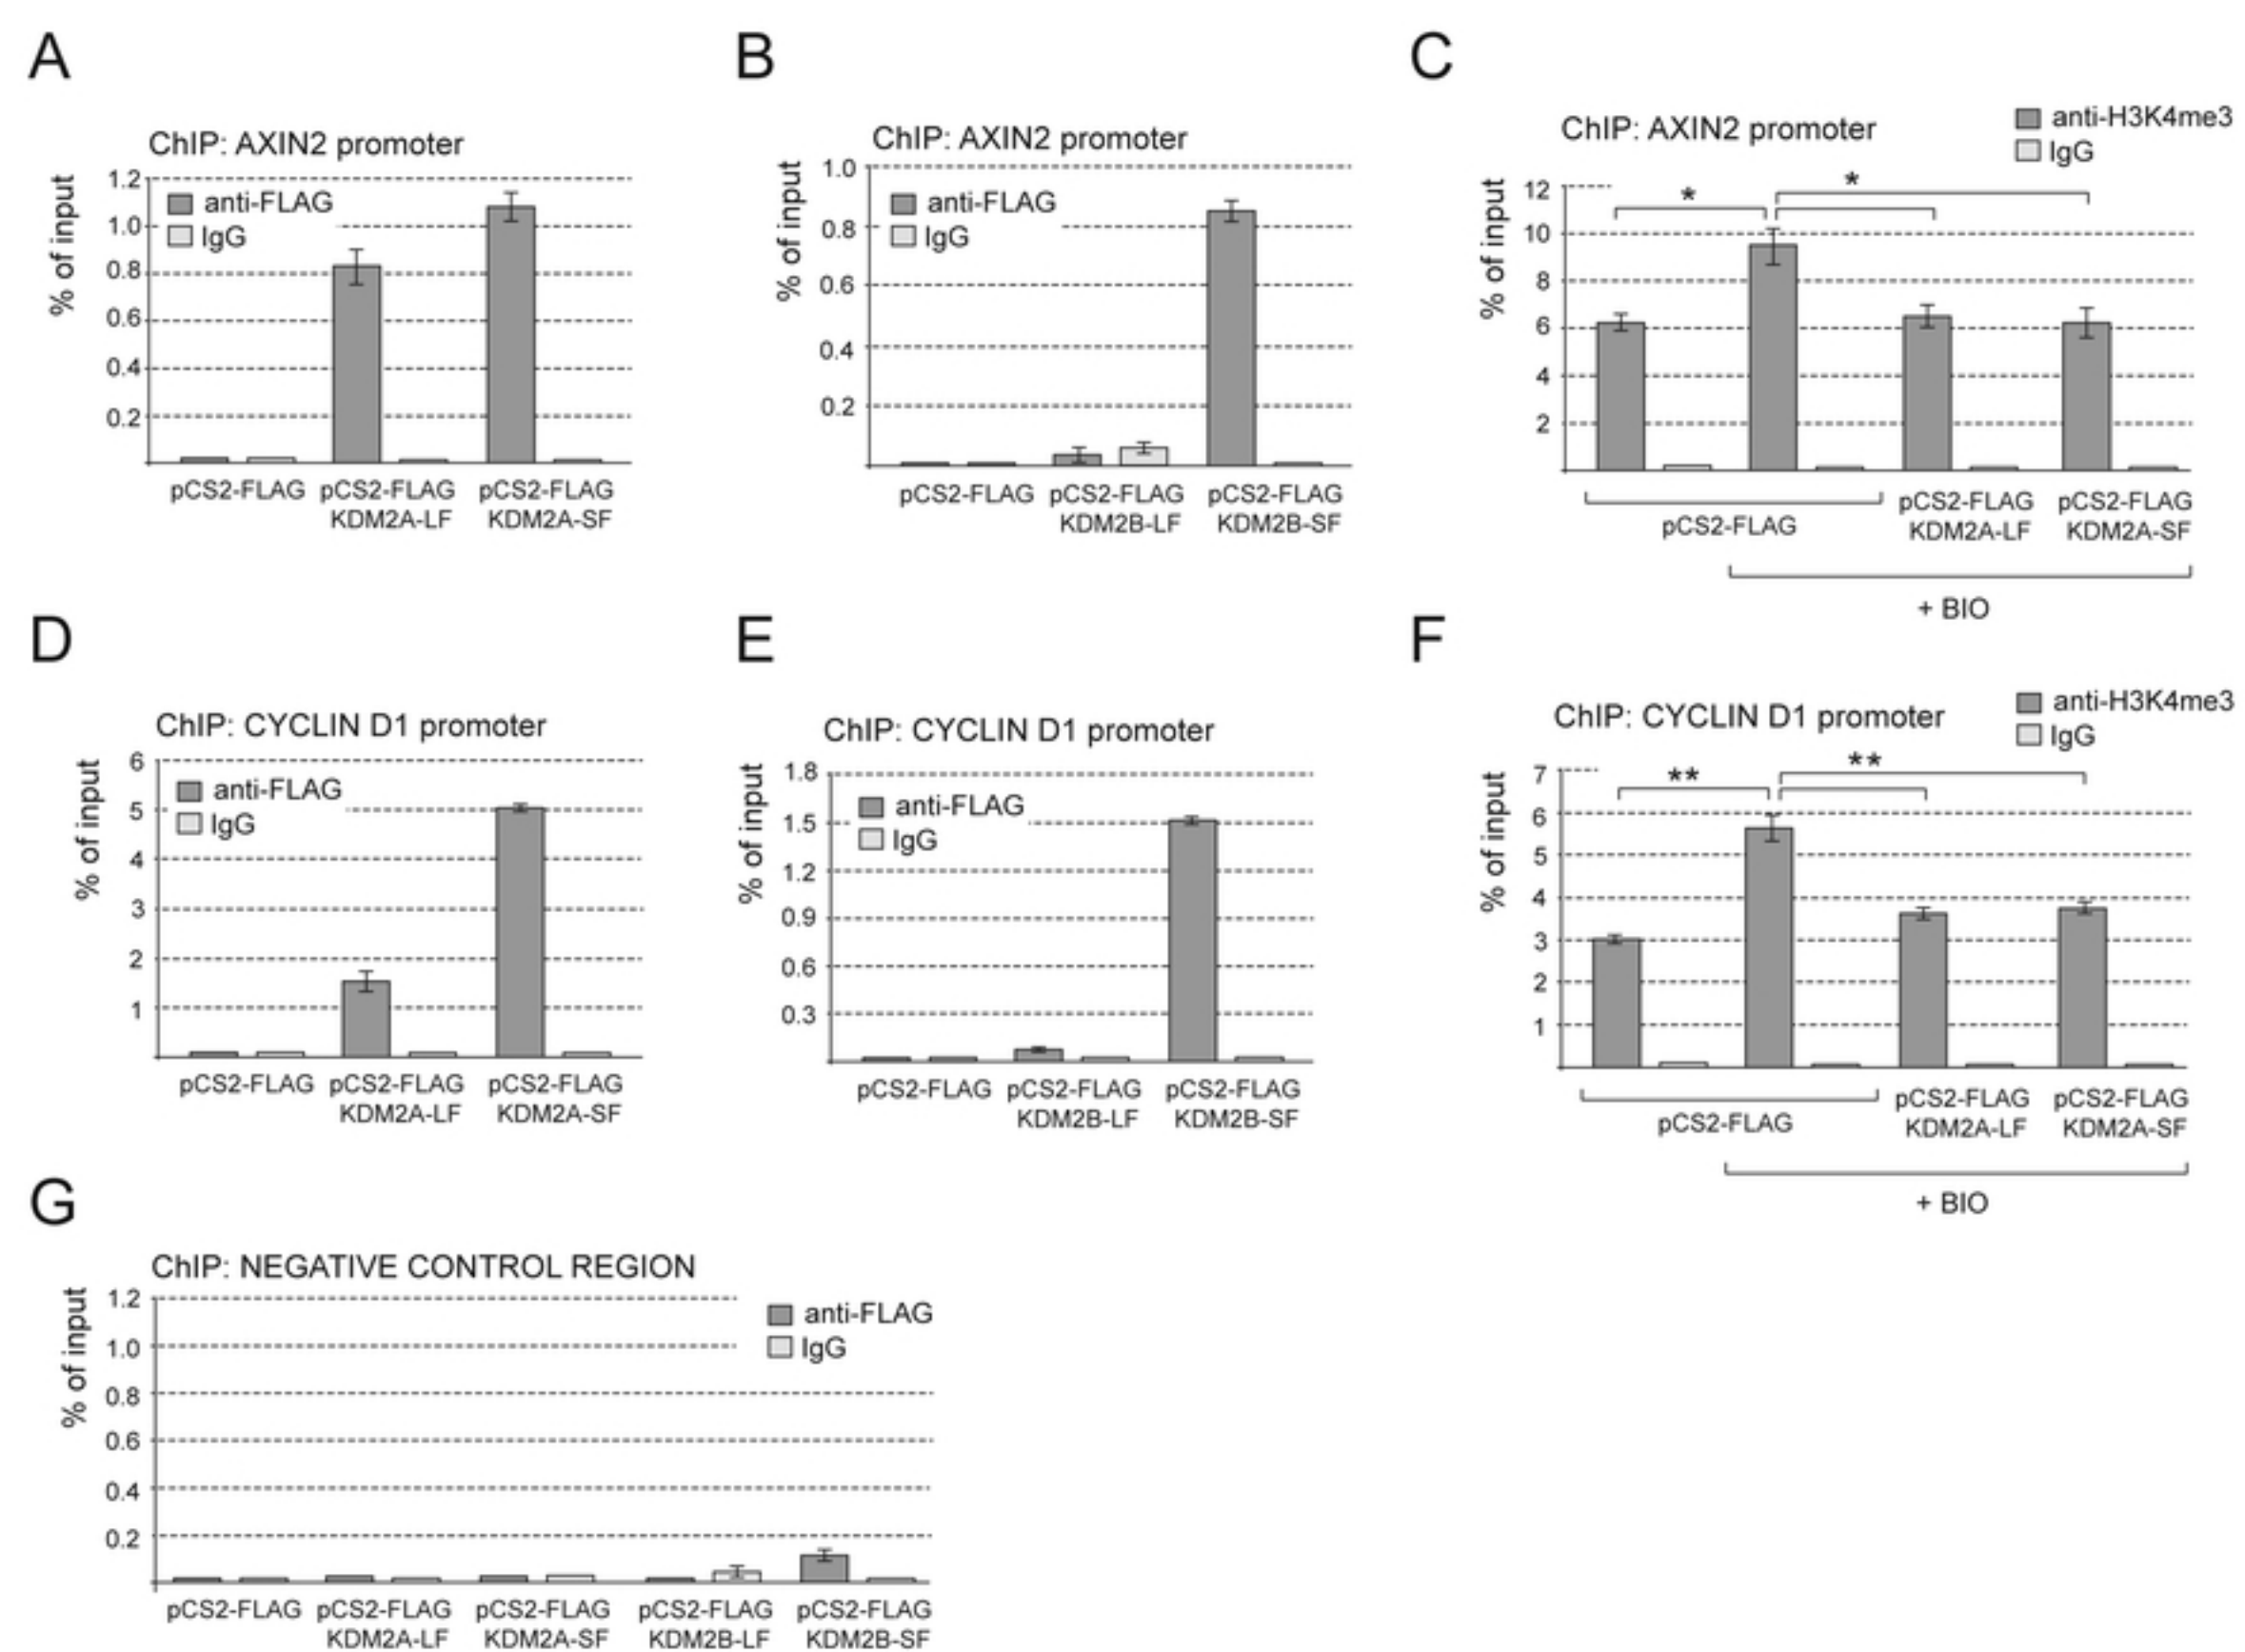 A
ChIP: AXIN2 promoter
% of input
anti-FLAG
IgG
1.2
1.0
0.8
0.6
0.4
0.2
pCS2-FLAG
pCS2-FLAG
KDM2A-LF
pCS2-FLAG
KDM2A-SF
B
ChIP: AXIN2 promoter
% of input
anti-FLAG
IgG
1.0
0.8
0.6
0.4
0.2
pCS2-FLAG
pCS2-FLAG
KDM2B-LF
pCS2-FLAG
KDM2B-SF
C
ChIP: AXIN2 promoter
anti-H3K4me3
IgG
% of input
12
10
8
6
4
2
*
*
pCS2-FLAG
pCS2-FLAG
KDM2A-LF
pCS2-FLAG
KDM2A-SF
+ BIO
D
ChIP: CYCLIN D1 promoter
% of input
anti-FLAG
IgG
6
5
4
3
2
1
pCS2-FLAG
pCS2-FLAG
KDM2A-LF
pCS2-FLAG
KDM2A-SF
E
ChIP: CYCLIN D1 promoter
% of input
anti-FLAG
IgG
1.8
1.5
1.2
0.9
0.6
0.3
pCS2-FLAG
pCS2-FLAG
KDM2B-LF
pCS2-FLAG
KDM2B-SF
F
ChIP: CYCLIN D1 promoter
anti-H3K4me3
IgG
% of input
7
6
5
4
3
2
1
**
**
pCS2-FLAG
pCS2-FLAG
KDM2A-LF
pCS2-FLAG
KDM2A-SF
+ BIO
G
ChIP: NEGATIVE CONTROL REGION
% of input
anti-FLAG
IgG
1.2
1.0
0.8
0.6
0.4
0.2
pCS2-FLAG
pCS2-FLAG
KDM2A-LF
pCS2-FLAG
KDM2A-SF
pCS2-FLAG
KDM2B-LF
pCS2-FLAG
KDM2B-SF